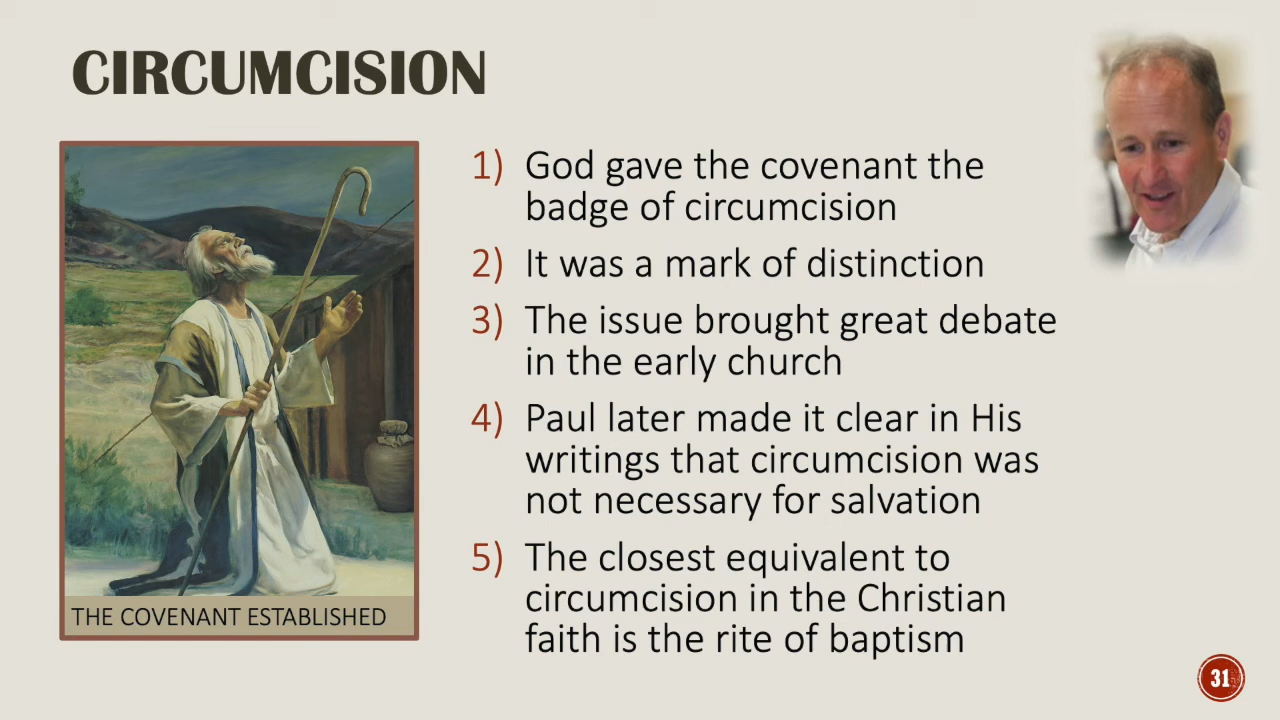 CIRCUMCISION
1) God gave the covenant the
badge of circumcision
2) It was a mark of distinction
3) The issue brought great debate
in the early church
4) Paul later made it clear in His
writings that circumcision was
not necessary for salvation
5) The closest equivalent to
circumcision in the Christian
faith is the rite of baptism
THE COVENANT ESTABLISHED
31